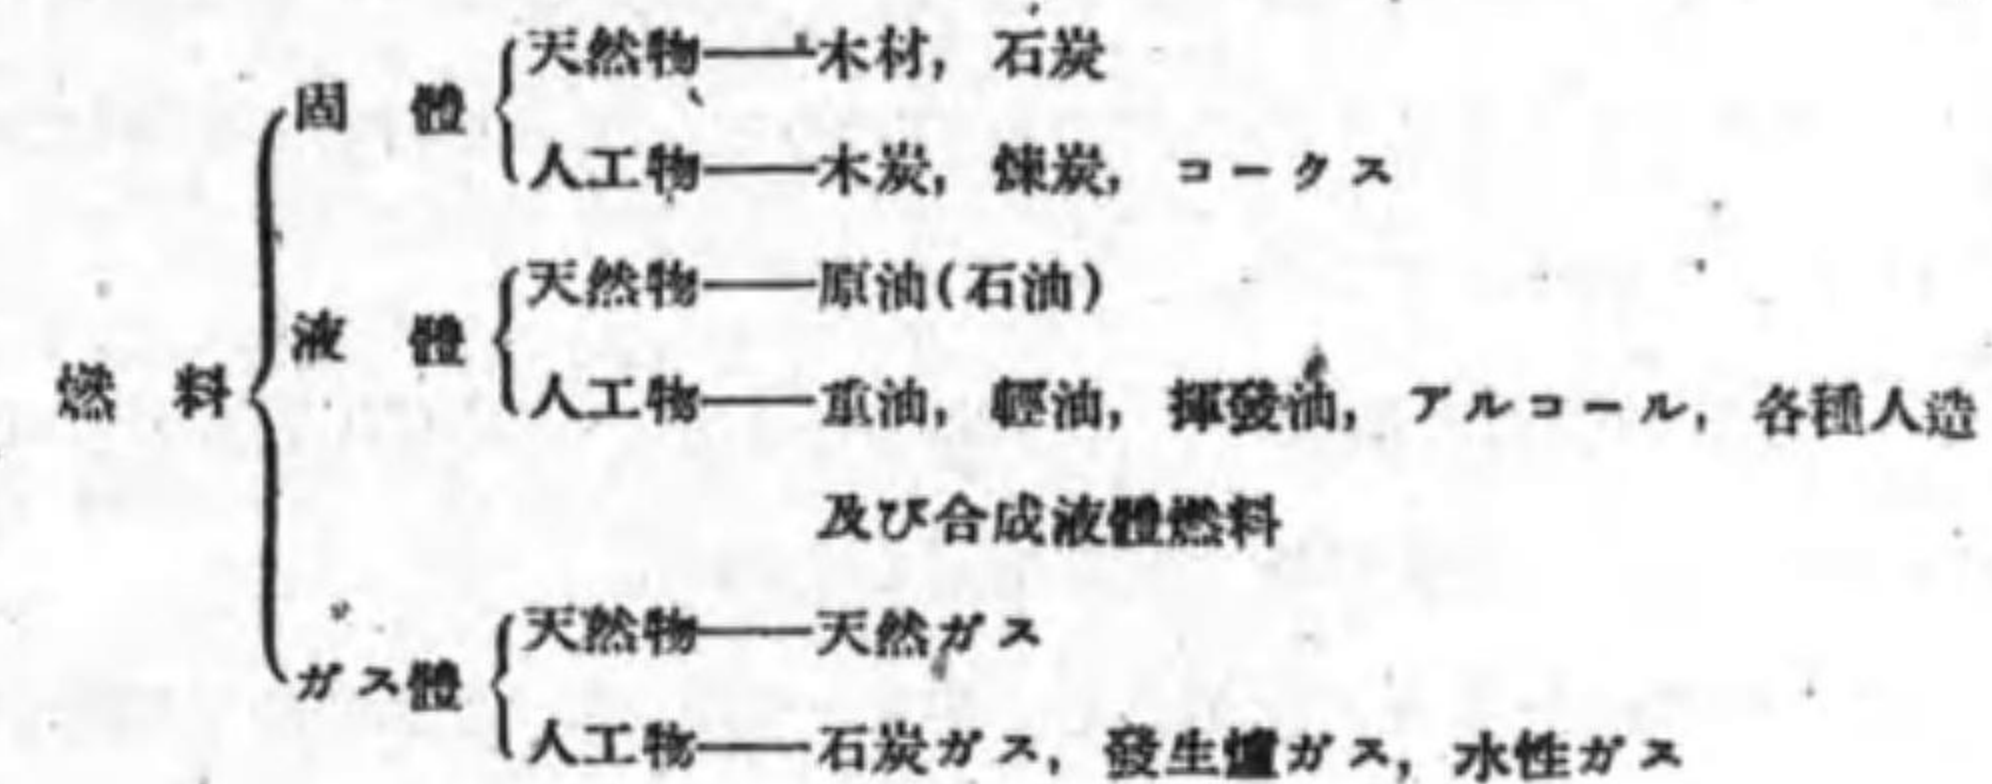 天然物——木材，石炭
固體
人工物——木炭，煉炭，コークス
天然物——原油(石油)
液體
燃料
人工物——重油，輕油，揮發油，アルコール，各種人造
及び合成液體燃料
天然物——天然ガス
ガス體
人工物——石炭ガス，發生爐ガス，水性ガス